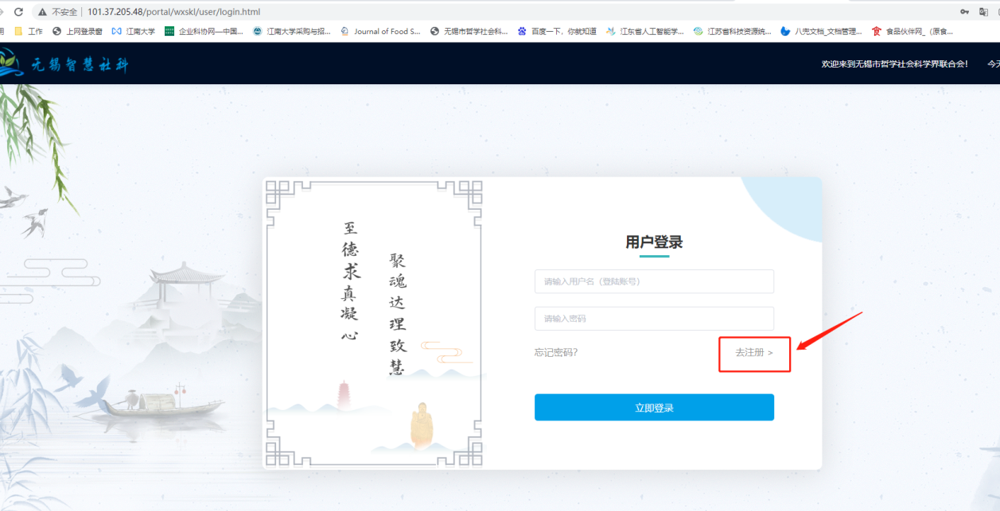 不安全 101.37.205.48/portal/wxskl/user/login.html
工作 上网登录窗 江南大学 企业科协网—中国... 江南大学采购与招... Journal of Food S... 无锡市哲学社会科... 百度一下，你就知道 江东省人工智能学... 江苏省科技资源统... 八兜文档_文档管理... 食品伙伴网_（原食...
无锡智慧社科
欢迎来到无锡市哲学社会科学界联合会！ 今天
至德求真凝心
聚魂达理致慧
用户登录
请输入用户名（登陆账号）
请输入密码
忘记密码?
去注册 >
立即登录